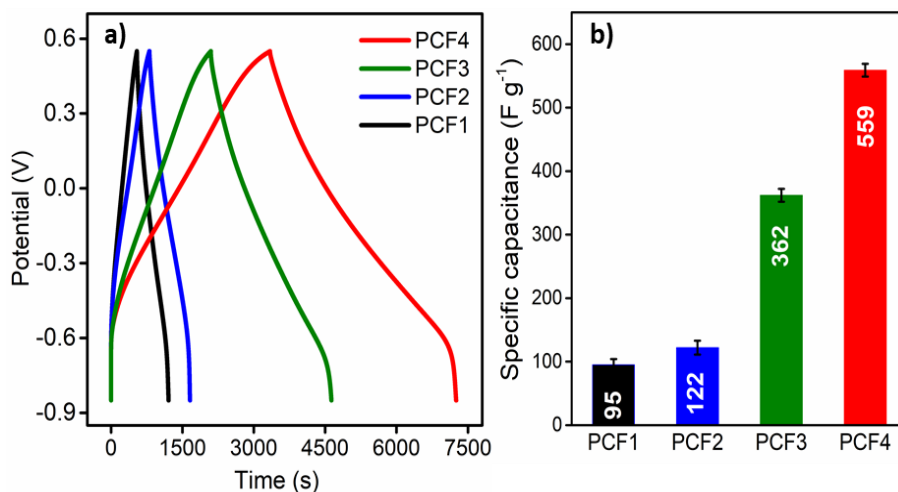 a)
PCF4
PCF3
PCF2
PCF1
0.6
0.3
0.0
-0.3
-0.6
-0.9
Potential (V)
0 1500 3000 4500 6000 7500
Time (s)
b)
600
500
400
300
200
100
0
Specific capacitance (F g⁻¹)
95
122
362
559
PCF1 PCF2 PCF3 PCF4